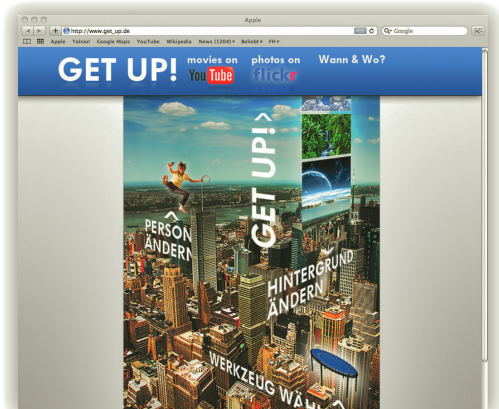 Apple
http://www.get_up.de
Google
Apple Yahoo! Google Maps YouTube Wikipedia News (1204) Beliebt FH
GET UP!
movies on
YouTube
photos on
flickr
Wann & Wo?
GET UP!
PERSON
ÄNDERN
HINTERGRUND
ÄNDERN
WERKZEUG WÄHL